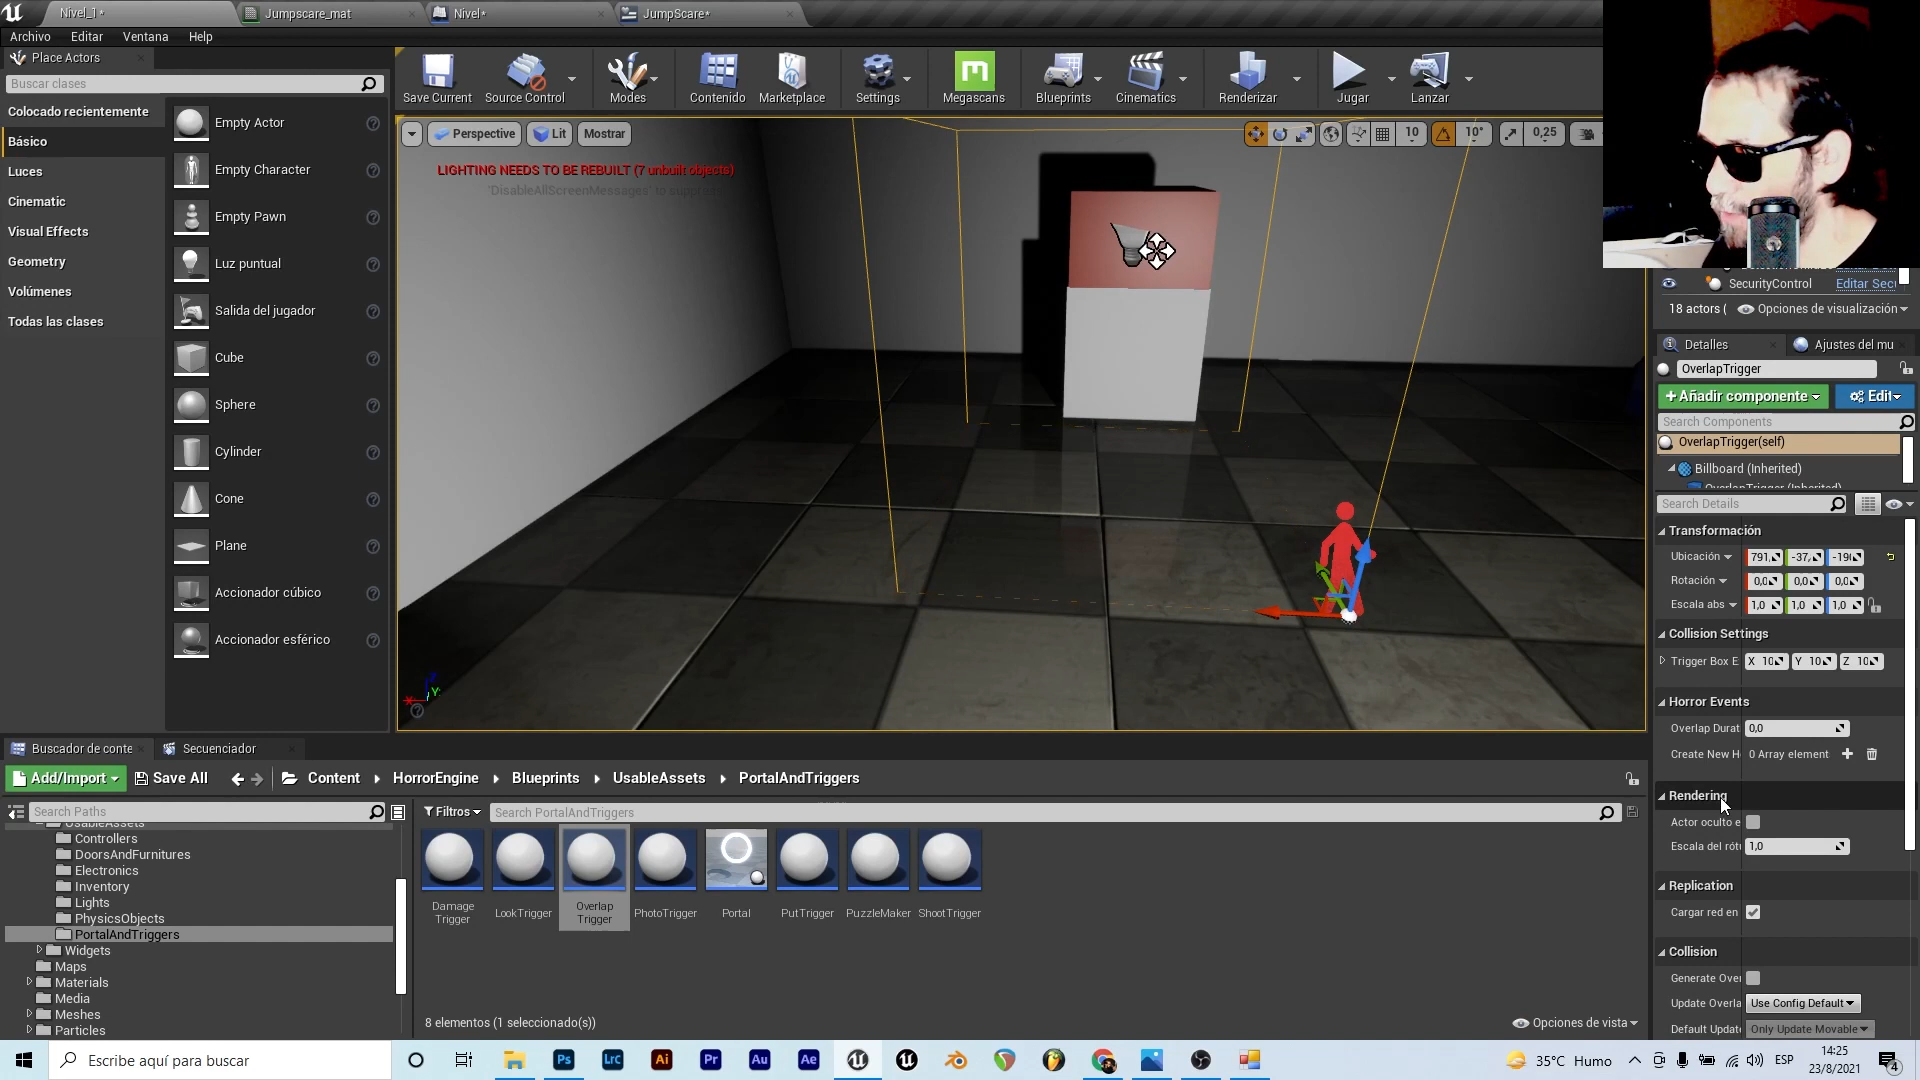 Nivel_1*
Jumpscare_mat
Nivel*
JumpScare*
Archivo
Editar
Ventana
Help
Place Actors
Buscar clases
Colocado recientemente
Básico
Luces
Cinematic
Visual Effects
Geometry
Volúmenes
Todas las clases
Empty Actor
Empty Character
Empty Pawn
Luz puntual
Salida del jugador
Cube
Sphere
Cylinder
Cone
Plane
Accionador cúbico
Accionador esférico
Save Current
Source Control
Modes
Contenido
Marketplace
Settings
Megascans
Blueprints
Cinematics
Renderizar
Jugar
Lanzar
Perspective
Lit
Mostrar
10
10°
0,25
LIGHTING NEEDS TO BE REBUILT (7 unbuilt objects)
'DisableAllScreenMessages' to suppress
SecurityControl
Editar Sec
18 actors (
Opciones de visualización
Detalles
Ajustes del mu
OverlapTrigger
+ Añadir componente
Edit
Search Components
OverlapTrigger(self)
Billboard (Inherited)
OverlapTrigger (Inherited)
Search Details
Transformación
Ubicación
791,
-37,
-19
Rotación
0,0
0,0
0,0
Escala abs
1,0
1,0
1,0
Collision Settings
Trigger Box E
X 10
Y 10
Z 10
Horror Events
Overlap Durat
0,0
Create New H
0 Array element
Rendering
Actor oculto e
Escala del rótu
1,0
Replication
Cargar red en
Collision
Generate Over
Update Overla
Use Config Default
Default Update
Only Update Movable
Buscador de conte
Secuenciador
Add/Import
Save All
Content
HorrorEngine
Blueprints
UsableAssets
PortalAndTriggers
Search Paths
Filtros
Search PortalAndTriggers
UsableAssets
Controllers
DoorsAndFurnitures
Electronics
Inventory
Lights
PhysicsObjects
PortalAndTriggers
Widgets
Maps
Materials
Media
Meshes
Particles
Damage
Trigger
LookTrigger
Overlap
Trigger
PhotoTrigger
Portal
PutTrigger
PuzzleMaker
ShootTrigger
8 elementos (1 seleccionado(s))
Opciones de vista
Escribe aquí para buscar
Ps
Lrc
Ai
Pr
Au
Ae
35°C Humo
ESP
14:25
23/8/2021
4